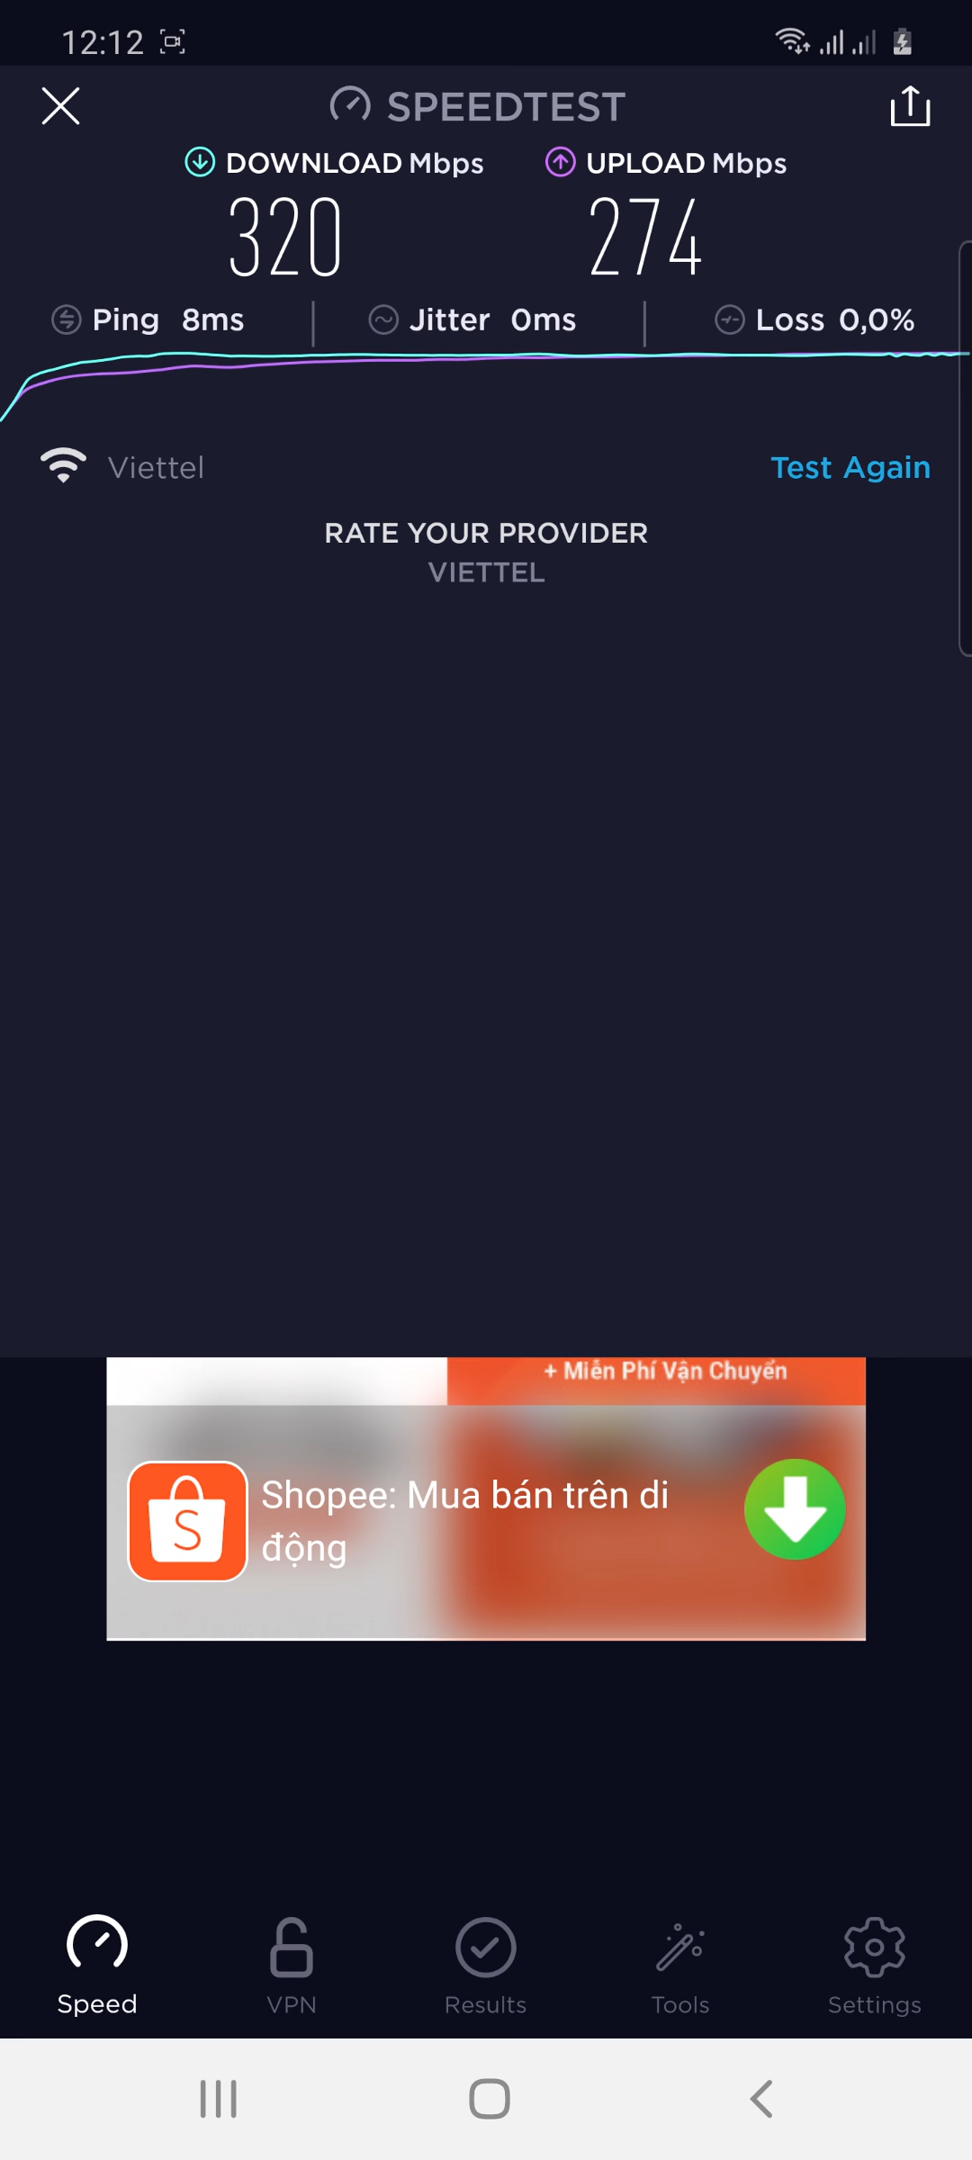 12:12
SPEEDTEST
DOWNLOAD Mbps
UPLOAD Mbps
320
274
Ping 8ms
Jitter 0ms
Loss 0,0%
Viettel
Test Again
RATE YOUR PROVIDER
VIETTEL
+ Miễn Phí Vận Chuyển
S
Shopee: Mua bán trên di
động
Speed
VPN
Results
Tools
Settings